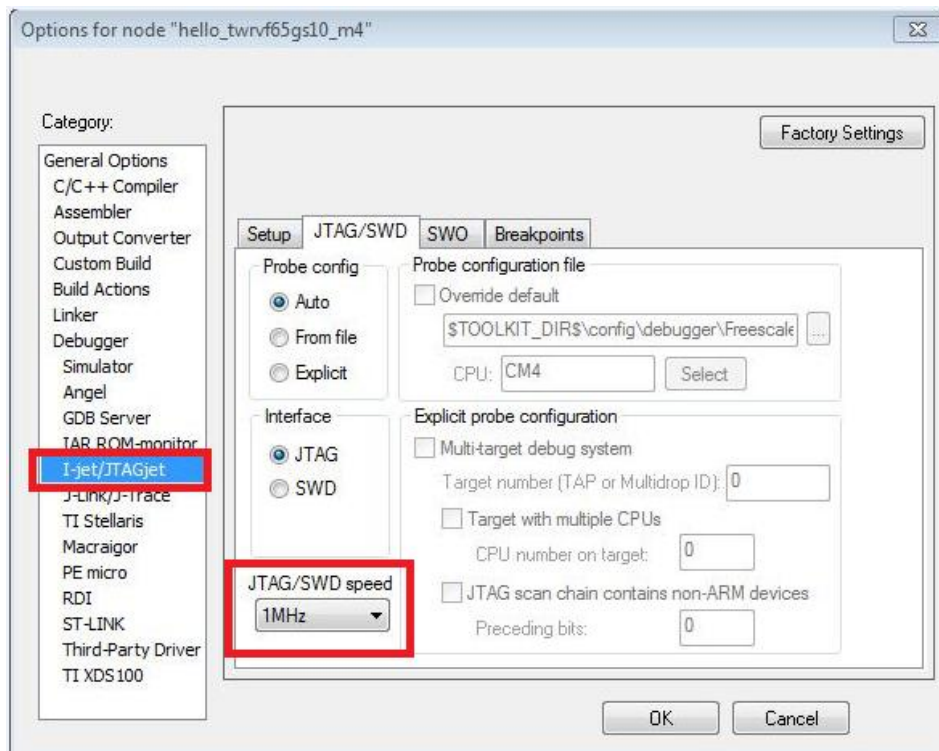 Options for node "hello_twrvf65gs10_m4"
Category:
Factory Settings
General Options
C/C++ Compiler
Assembler
Output Converter
Custom Build
Build Actions
Linker
Debugger
Simulator
Angel
GDB Server
IAR ROM-monitor
I-jet/JTAGjet
J-Link/J-Trace
TI Stellaris
Macraigor
PE micro
RDI
ST-LINK
Third-Party Driver
TI XDS100
Setup JTAG/SWD SWO Breakpoints
Probe config
Auto
From file
Explicit
Probe configuration file
Override default
$TOOLKIT_DIR$\config\debugger\Freescale
...
CPU: CM4 Select
Interface
JTAG
SWD
Explicit probe configuration
Multi-target debug system
Target number (TAP or Multidrop ID): 0
Target with multiple CPUs
CPU number on target: 0
JTAG scan chain contains non-ARM devices
Preceding bits: 0
JTAG/SWD speed
1MHz
OK Cancel